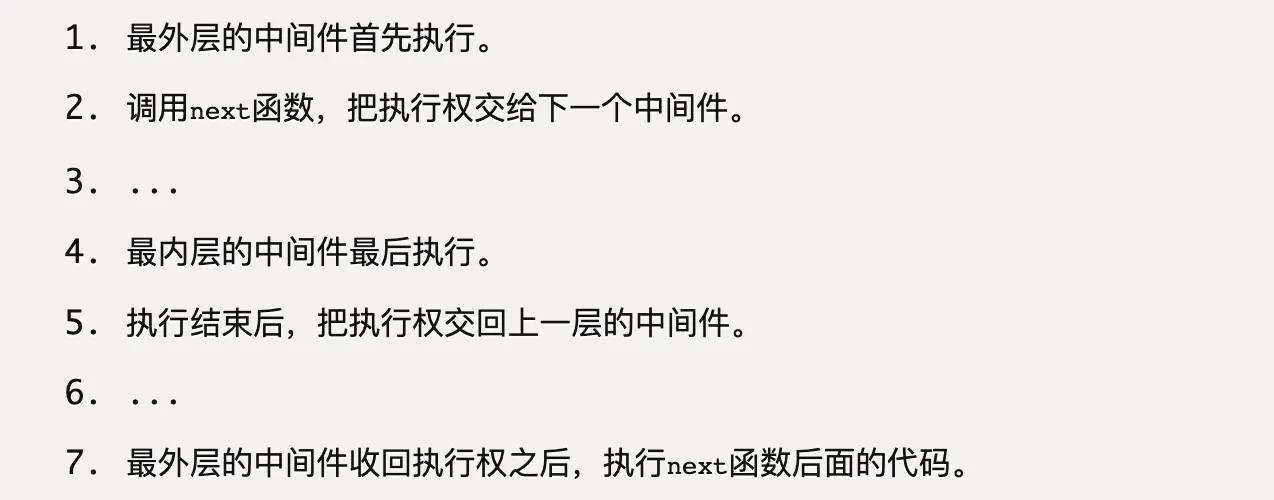 1. 最外层的中间件首先执行。
2. 调用next函数，把执行权交给下一个中间件。
3. ...
4. 最内层的中间件最后执行。
5. 执行结束后，把执行权交回上一层的中间件。
6. ...
7. 最外层的中间件收回执行权之后，执行next函数后面的代码。